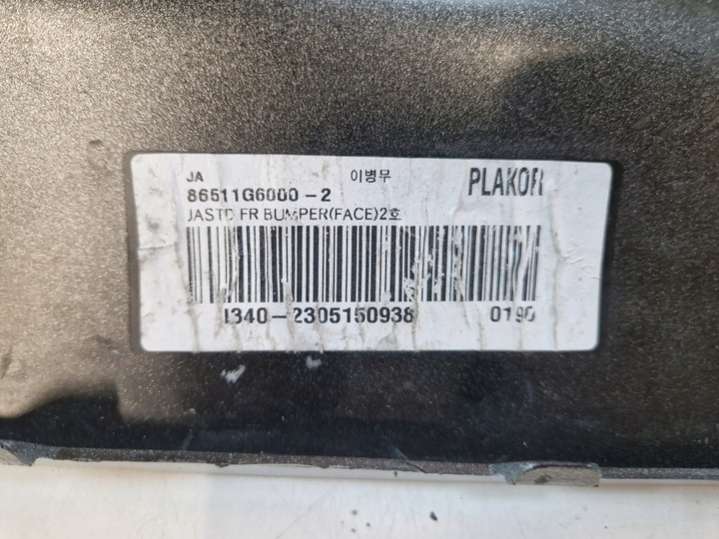 JA 이병무 PLAKOR
86511G6000-2
JASTD FR BUMPER(FACE)2호
I340-2305150938 0190